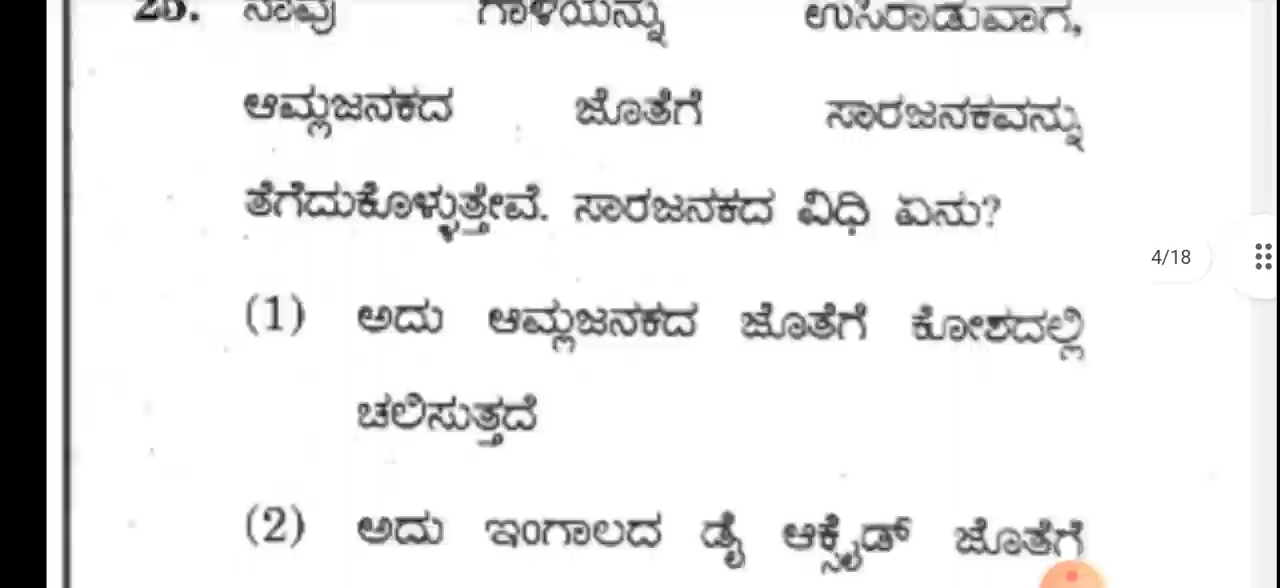 25. ನಾವು ಗಾಳಿಯನ್ನು ಉಸಿರಾಡುವಾಗ,
ಆಮ್ಲಜನಕದ ಜೊತೆಗೆ ಸಾರಜನಕವನ್ನು
ತೆಗೆದುಕೊಳ್ಳುತ್ತೇವೆ. ಸಾರಜನಕದ ವಿಧಿ ಏನು?
4/18
(1) ಅದು ಆಮ್ಲಜನಕದ ಜೊತೆಗೆ ಕೋಶದಲ್ಲಿ
ಚಲಿಸುತ್ತದೆ
(2) ಅದು ಇಂಗಾಲದ ಡೈ ಆಕ್ಸೈಡ್ ಜೊತೆಗೆ